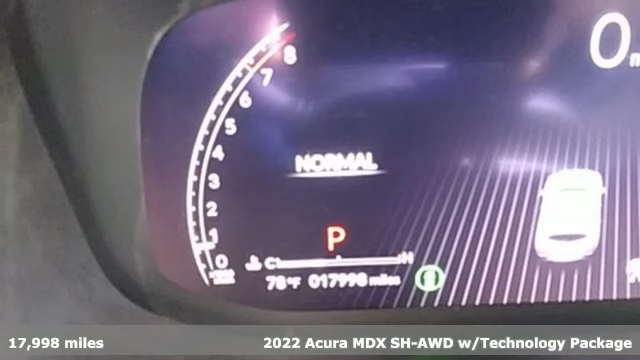 8
7
6
5
4
3
2
1
0
0
NORMAL
P
C H
78°F 017998 miles
17,998 miles
2022 Acura MDX SH-AWD w/Technology Package